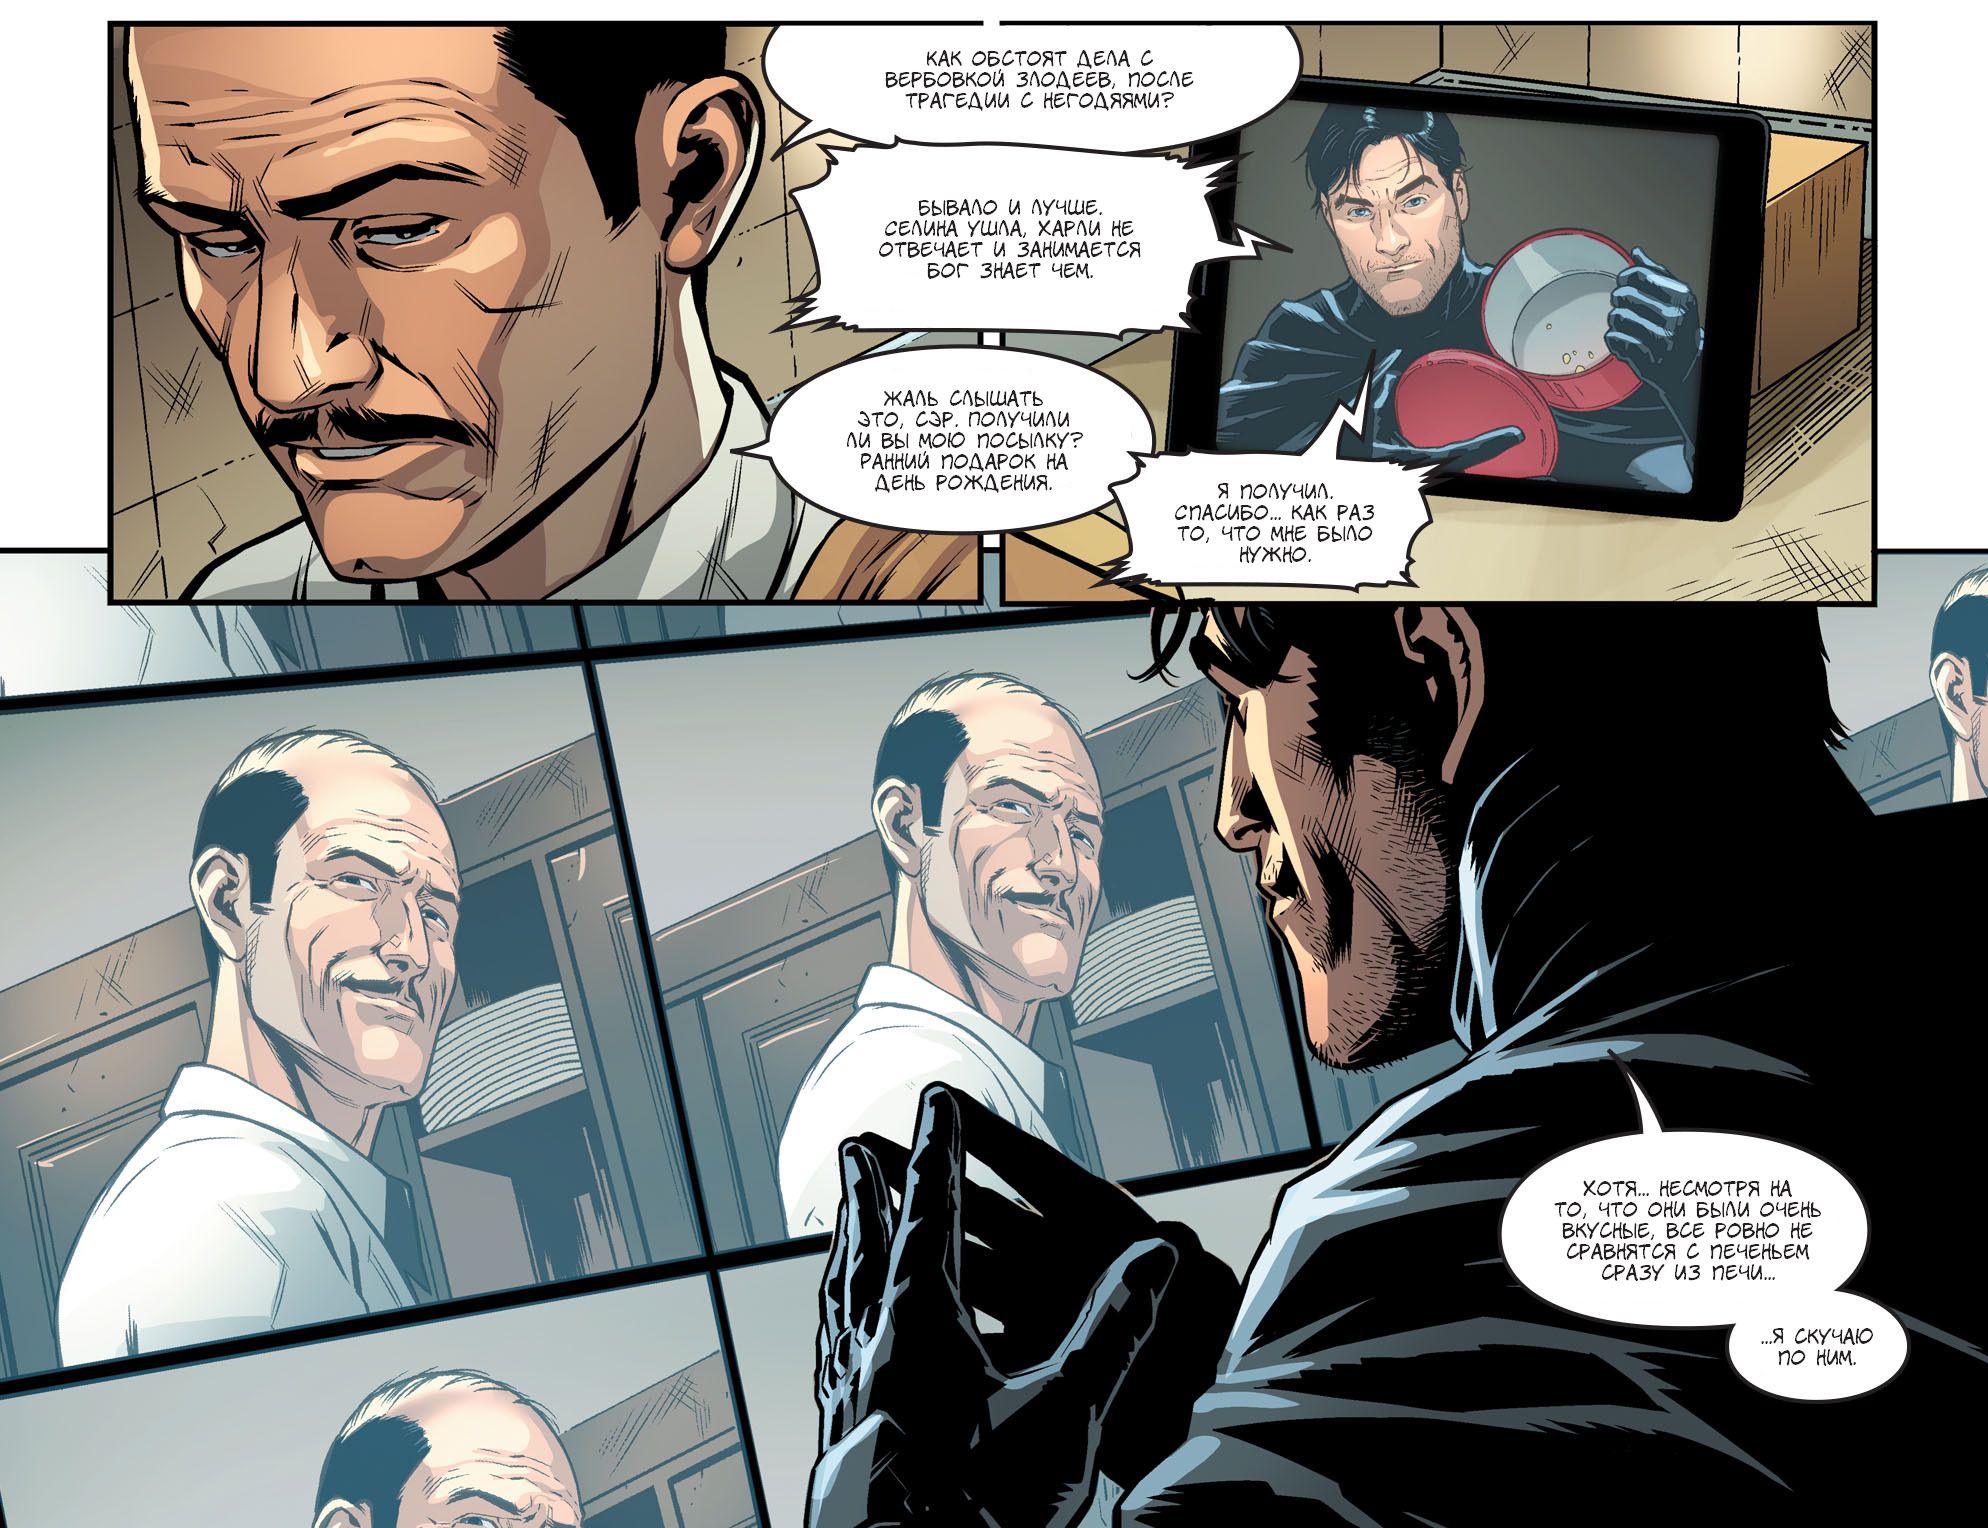 КАК ОБСТОЯТ ДЕЛА С
ВЕРБОВКОЙ ЗЛОДЕЕВ, ПОСЛЕ
ТРАГЕДИИ С НЕГОДЯЯМИ?
БЫВАЛО И ЛУЧШЕ.
СЕЛИНА УШЛА, ХАРЛИ НЕ
ОТВЕЧАЕТ И ЗАНИМАЕТСЯ
БОГ ЗНАЕТ ЧЕМ.
ЖАЛЬ СЛЫШАТЬ
ЭТО, СЭР. ПОЛУЧИЛИ
ЛИ ВЫ МОЮ ПОСЫЛКУ?
РАННИЙ ПОДАРОК НА
ДЕНЬ РОЖДЕНИЯ.
Я ПОЛУЧИЛ.
СПАСИБО... КАК РАЗ
ТО, ЧТО МНЕ БЫЛО
НУЖНО.
ХОТЯ... НЕСМОТРЯ НА
ТО, ЧТО ОНИ БЫЛИ ОЧЕНЬ
ВКУСНЫЕ, ВСЕ РОВНО НЕ
СРАВНЯТСЯ С ПЕЧЕНЬЕМ
СРАЗУ ИЗ ПЕЧИ...
...Я СКУЧАЮ
ПО НИМ.